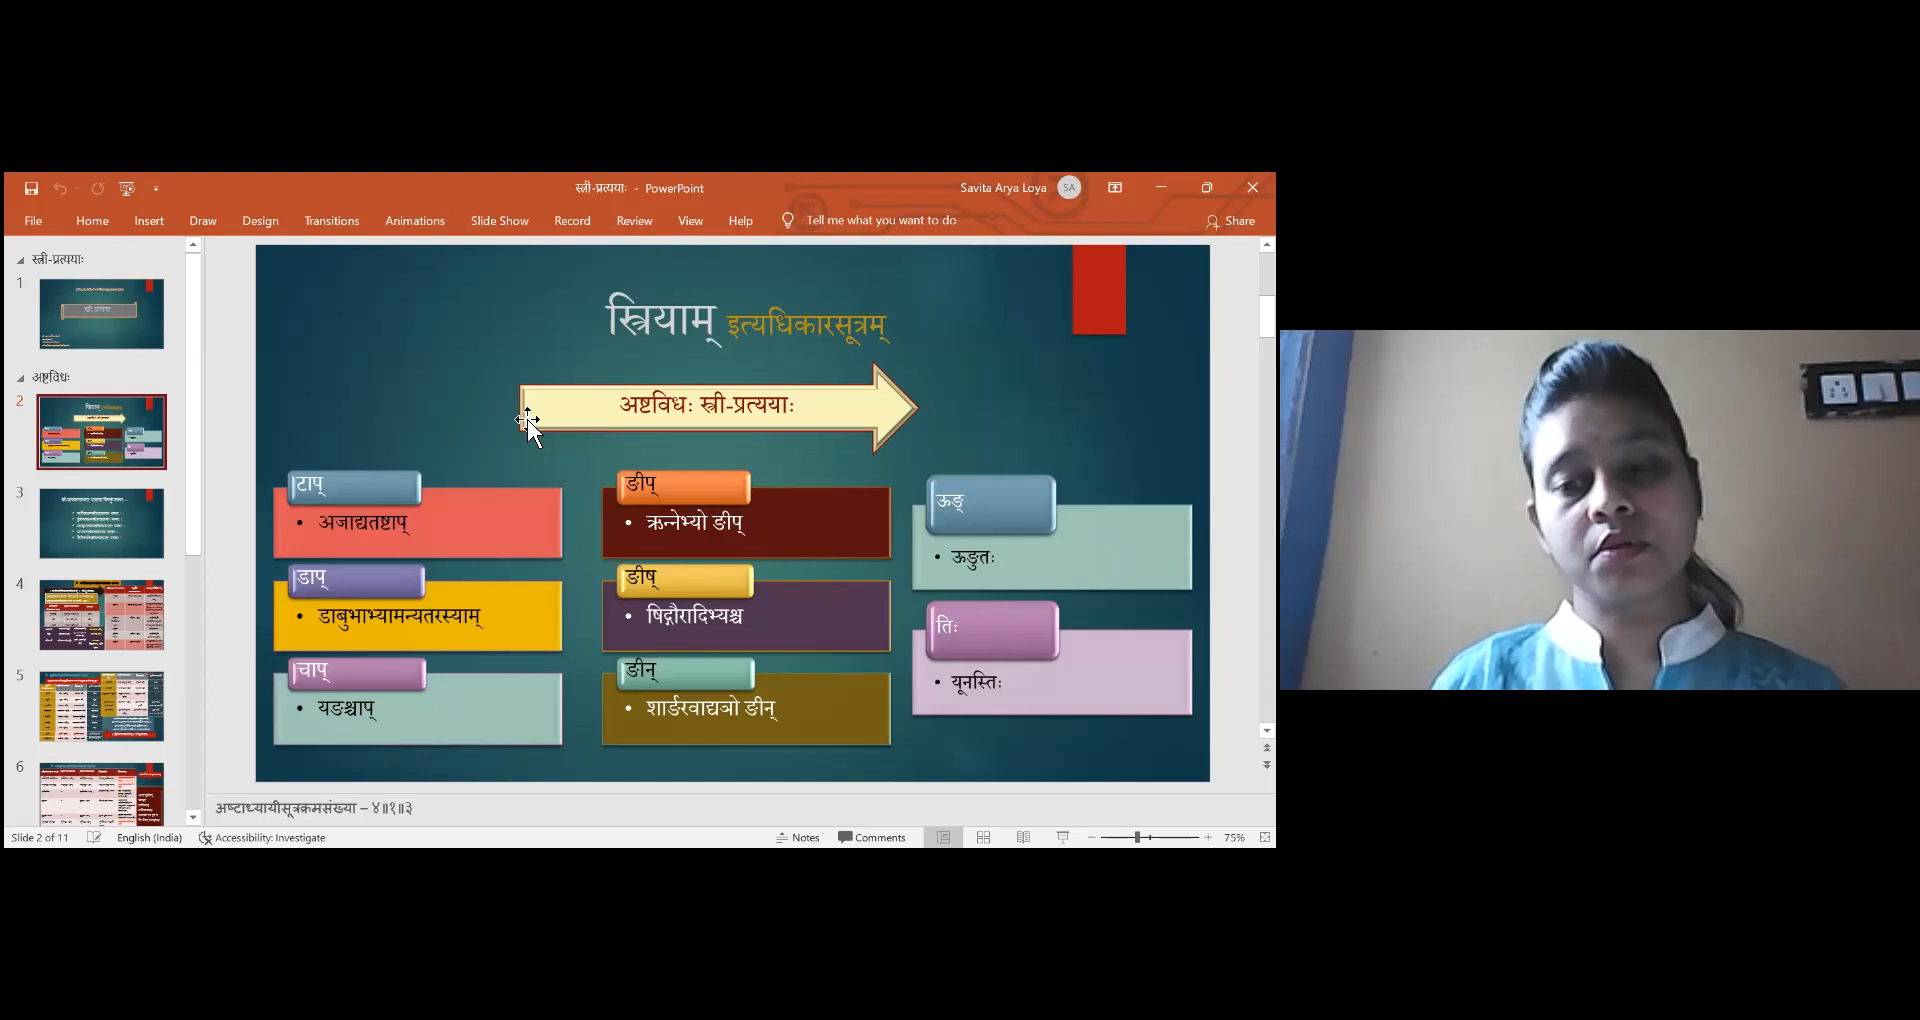 स्त्री-प्रत्ययाः - PowerPoint
Savita Arya Loya
SA
File Home Insert Draw Design Transitions Animations Slide Show Record Review View Help Tell me what you want to do Share
स्त्री-प्रत्ययाः
1
अष्टविधः
2
3
4
5
6
स्त्रियाम् इत्यधिकारसूत्रम्
अष्टविधः स्त्री-प्रत्ययाः
टाप्
• अजाद्यतष्टाप्
डाप्
• डाबुभाभ्यामन्यतरस्याम्
चाप्
• यङश्चाप्
ङीप्
• ऋन्नेभ्यो ङीप्
ङीष्
• षिद्गौरादिभ्यश्च
ङीन्
• शार्ङरवाद्यञो ङीन्
ऊङ्
• ऊङुतः
तिः
• यूनस्तिः
अष्टाध्यायीसूत्रक्रमसंख्या – ४॥१॥३
Slide 2 of 11 English (India) Accessibility: Investigate Notes Comments 75%